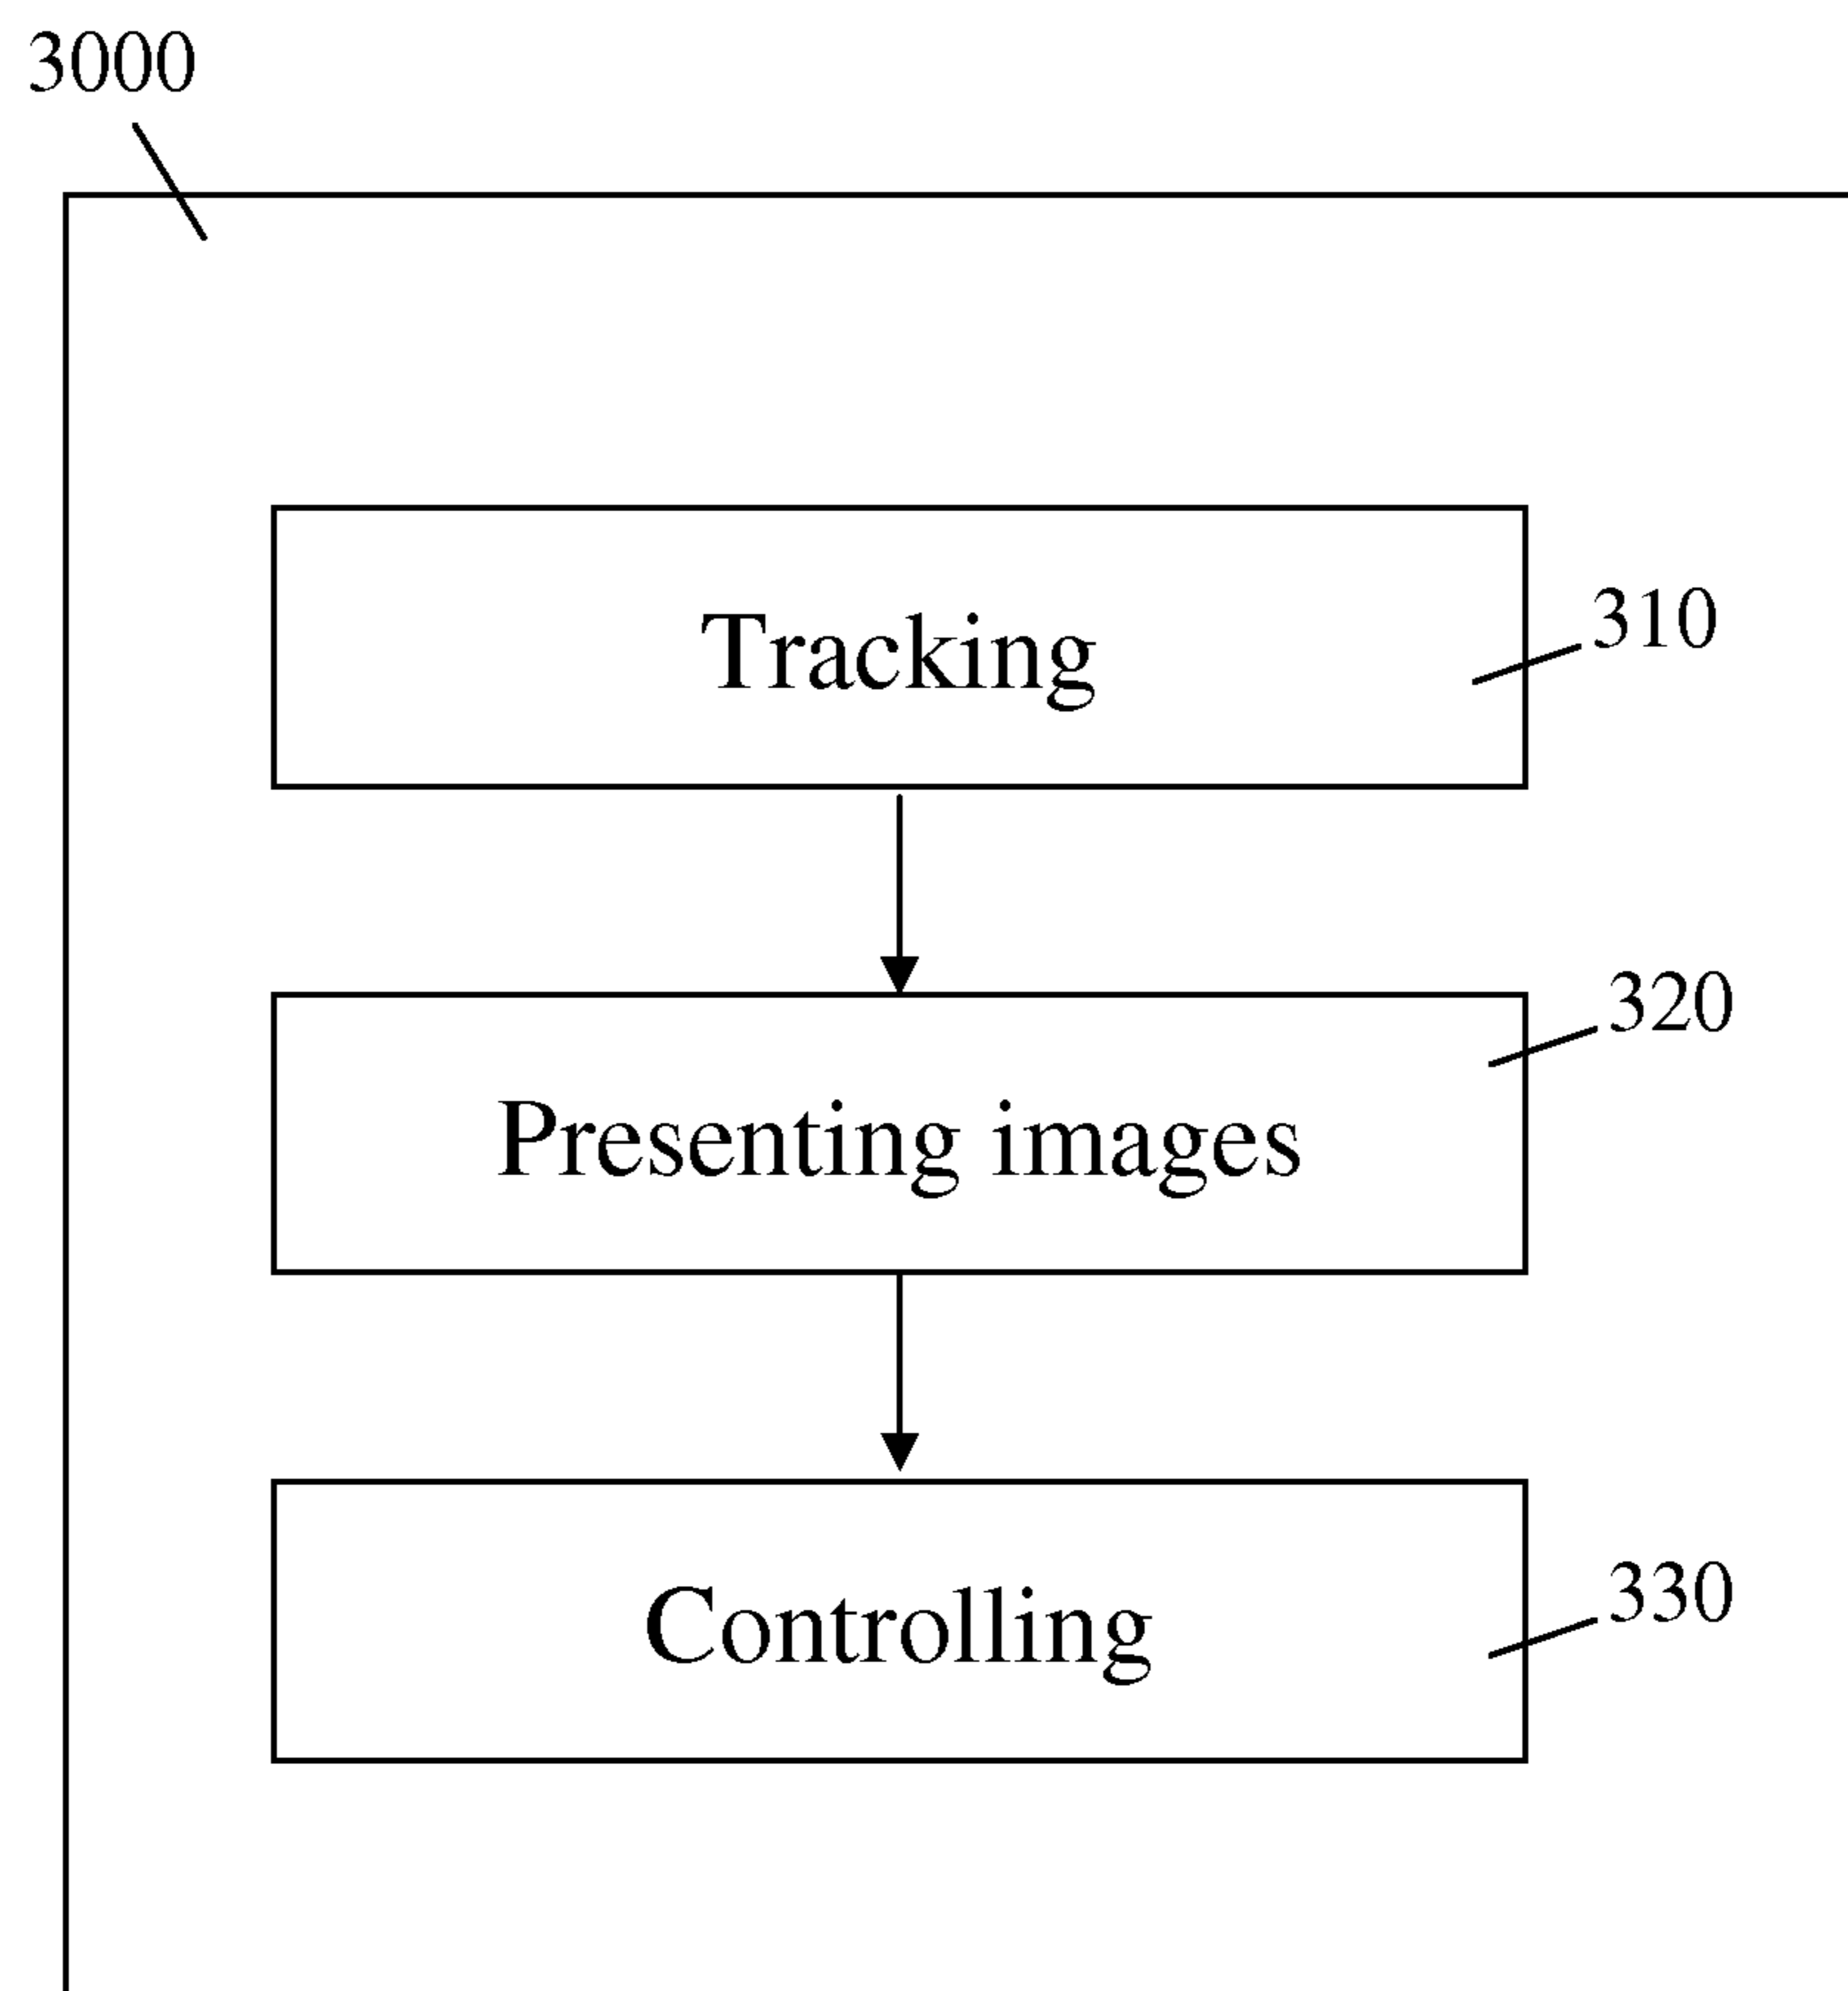 3000
Tracking
310
320
Presenting images
330
Controlling